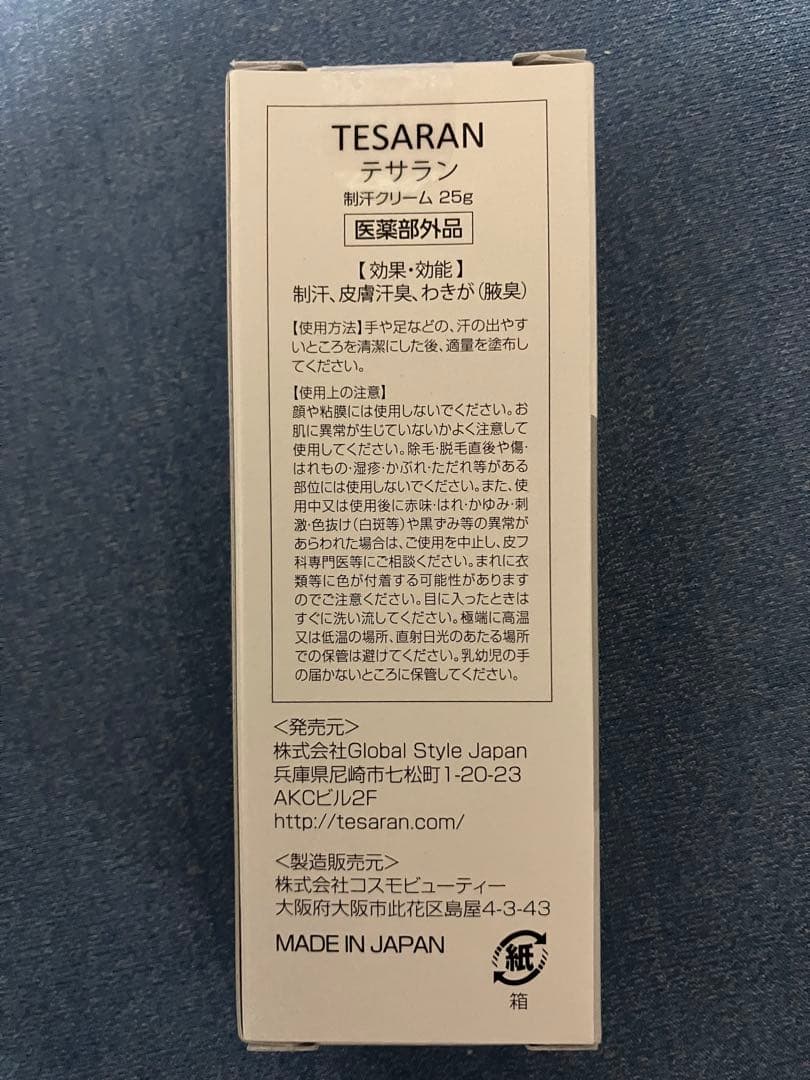 TESARAN
テサラン
制汗クリーム 25g
医薬部外品
【効果・効能】
制汗、皮膚汗臭、わきが（腋臭）
【使用方法】手や足などの、汗の出やす
いところを清潔にした後、適量を塗布し
てください。
【使用上の注意】
顔や粘膜には使用しないでください。お
肌に異常が生じていないかよく注意して
使用してください。除毛・脱毛直後や傷・
はれもの・湿疹・かぶれ・ただれ等がある
部位には使用しないでください。また、使
用中又は使用後に赤味・はれ・かゆみ・刺
激・色抜け（白斑等）や黒ずみ等の異常が
あらわれた場合は、ご使用を中止し、皮フ
科専門医等にご相談ください。まれに衣
類等に色が付着する可能性があります
のでご注意ください。目に入ったときは
すぐに洗い流してください。極端に高温
又は低温の場所、直射日光のあたる場所
での保管は避けてください。乳幼児の手
の届かないところに保管してください。
＜発売元＞
株式会社Global Style Japan
兵庫県尼崎市七松町1-20-23
AKCビル2F
http://tesaran.com/
＜製造販売元＞
株式会社コスモビューティー
大阪府大阪市此花区島屋4-3-43
MADE IN JAPAN
紙
箱